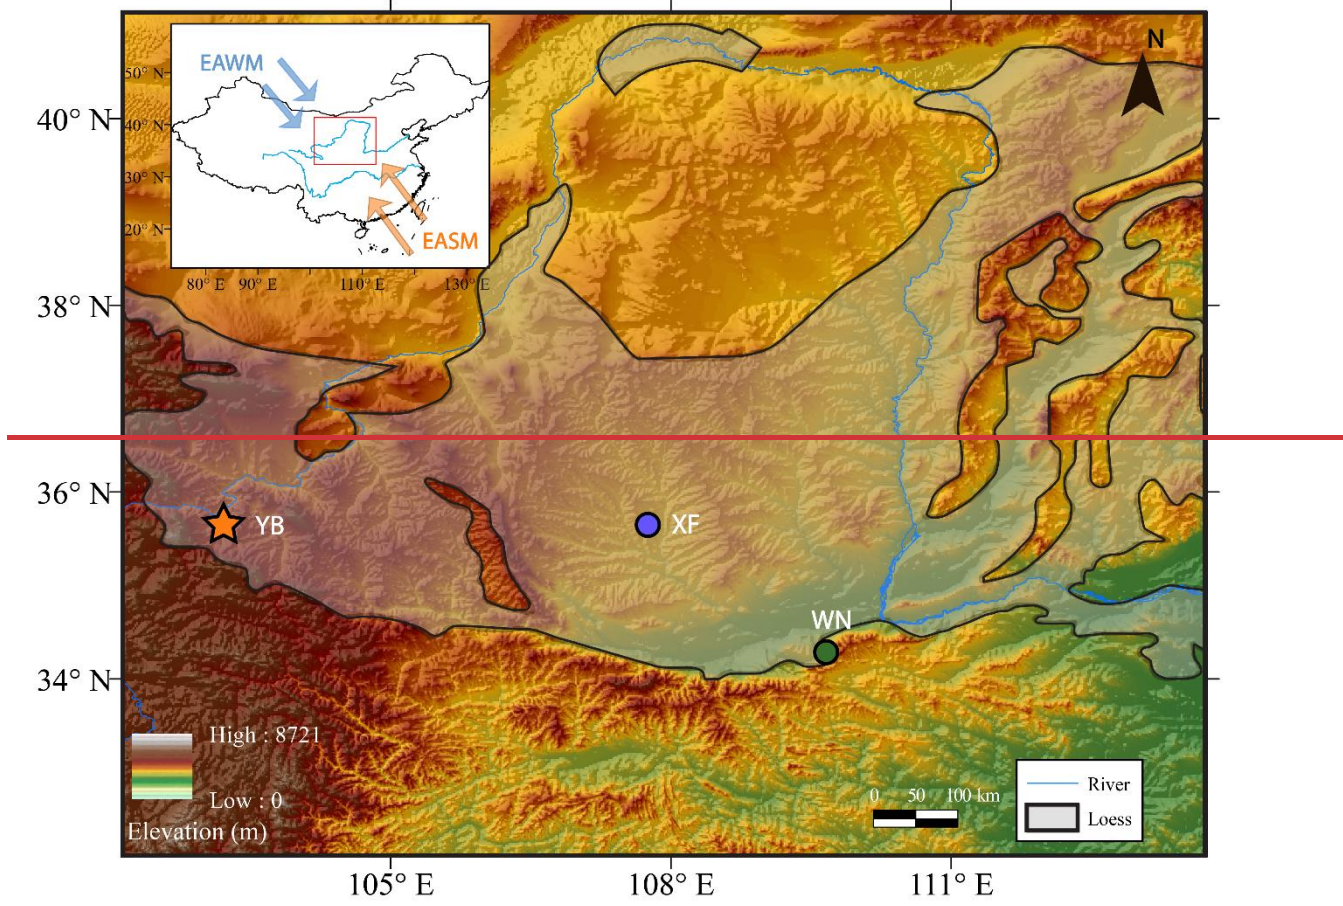 N
EAWM
50° N
40° N
30° N
20° N
EASM
80° E 90° E 110° E 130° E
40° N
38° N
36° N
34° N
YB
XF
WN
High : 8721
Low : 0
Elevation (m)
0 50 100 km
River
Loess
105° E 108° E 111° E